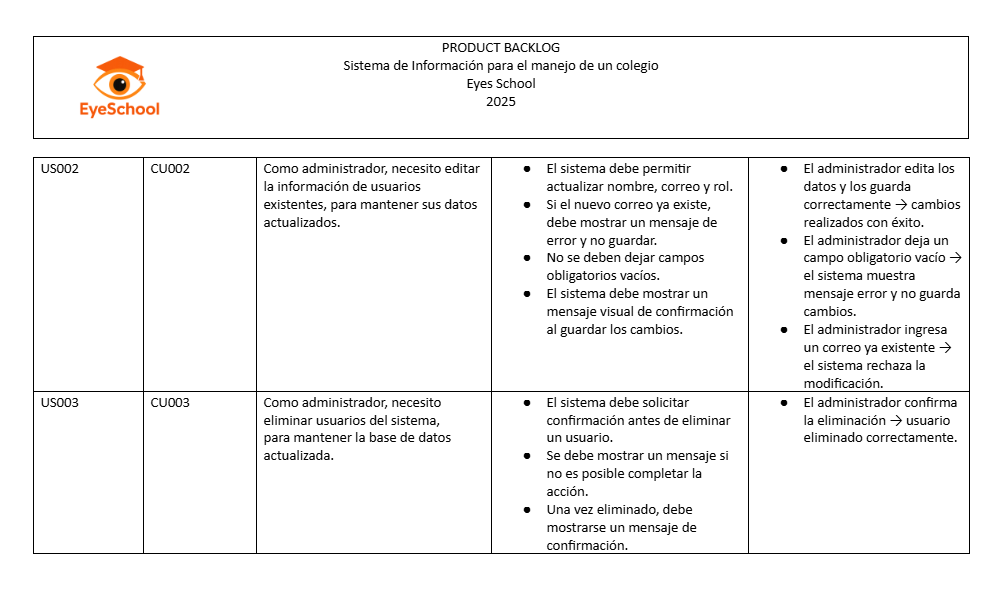 PRODUCT BACKLOG
Sistema de Información para el manejo de un colegio
Eyes School
2025
EyeSchool
US002
CU002
Como administrador, necesito editar
la información de usuarios
existentes, para mantener sus datos
actualizados.
● El sistema debe permitir
actualizar nombre, correo y rol.
● Si el nuevo correo ya existe,
debe mostrar un mensaje de
error y no guardar.
● No se deben dejar campos
obligatorios vacíos.
● El sistema debe mostrar un
mensaje visual de confirmación
al guardar los cambios.
● El administrador edita los
datos y los guarda
correctamente → cambios
realizados con éxito.
● El administrador deja un
campo obligatorio vacío →
el sistema muestra
mensaje error y no guarda
cambios.
● El administrador ingresa
un correo ya existente →
el sistema rechaza la
modificación.
US003
CU003
Como administrador, necesito
eliminar usuarios del sistema,
para mantener la base de datos
actualizada.
● El sistema debe solicitar
confirmación antes de eliminar
un usuario.
● Se debe mostrar un mensaje si
no es posible completar la
acción.
● Una vez eliminado, debe
mostrarse un mensaje de
confirmación.
● El administrador confirma
la eliminación → usuario
eliminado correctamente.